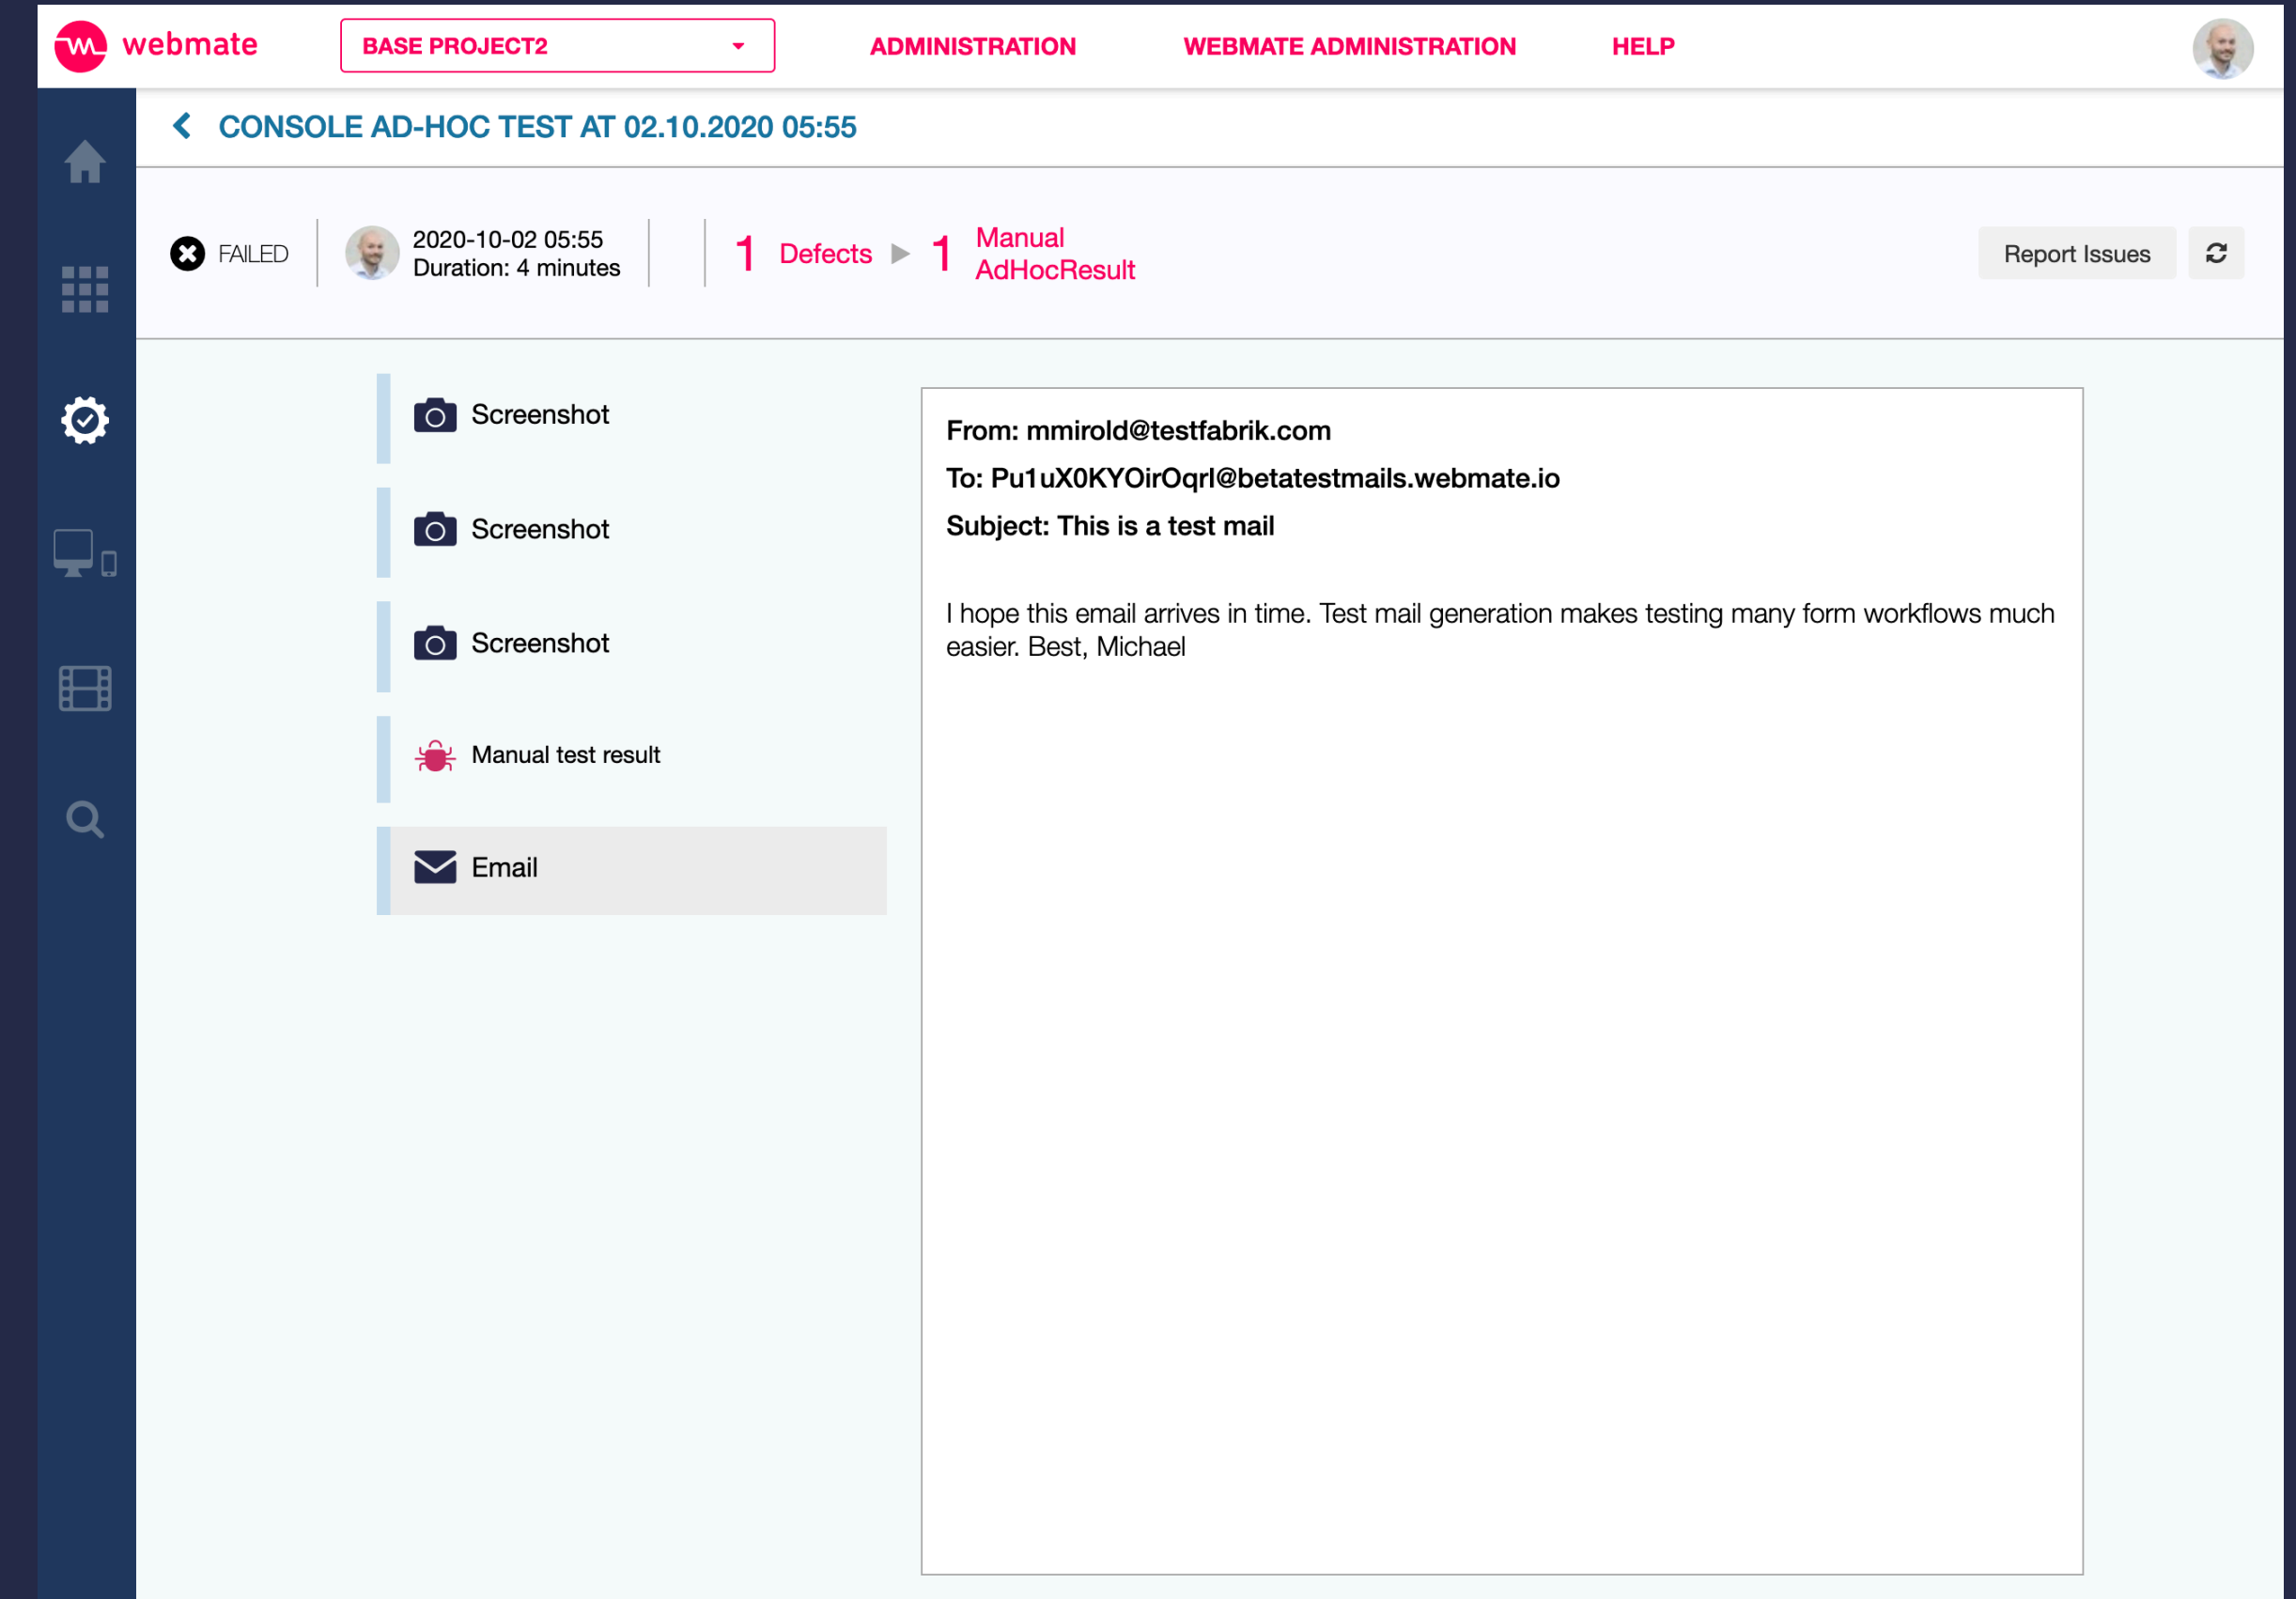 webmate
BASE PROJECT2
ADMINISTRATION
WEBMATE ADMINISTRATION
HELP
CONSOLE AD-HOC TEST AT 02.10.2020 05:55
FAILED
2020-10-02 05:55
Duration: 4 minutes
1 Defects
1 Manual
AdHocResult
Report Issues
Screenshot
Screenshot
Screenshot
Manual test result
Email
From: mmirold@testfabrik.com
To: Pu1uX0KYOirOqrl@betatestmails.webmate.io
Subject: This is a test mail
I hope this email arrives in time. Test mail generation makes testing many form workflows much
easier. Best, Michael